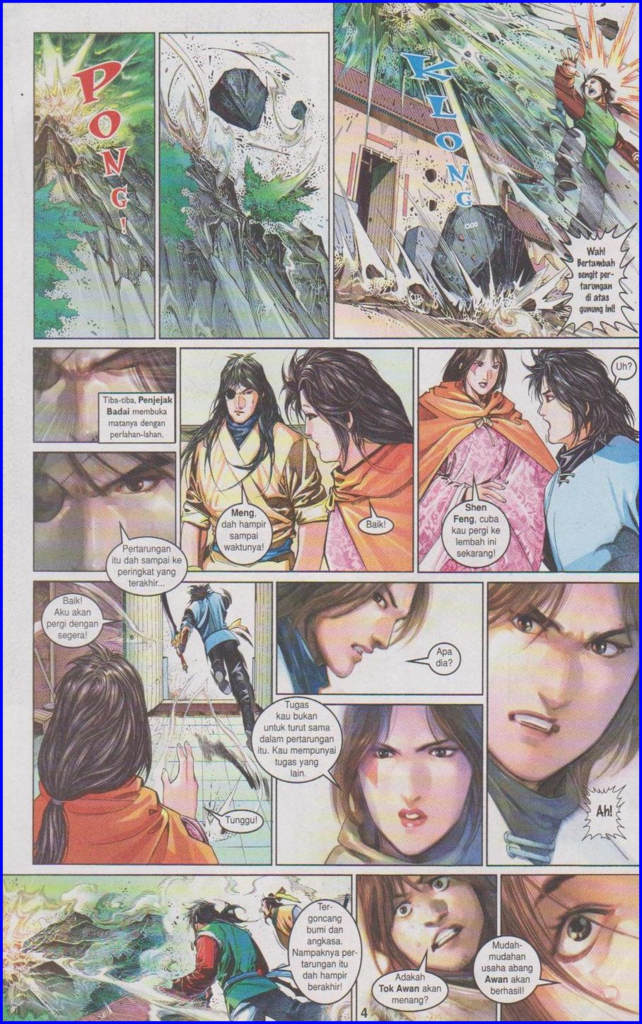 PONG!
KLONG
Wah!
Bertambah
sengit per-
tarungan
di atas
gunung ini!
Tiba-tiba, Penjejak
Badai membuka
matanya dengan
perlahan-lahan.
Pertarungan
itu dah sampai ke
peringkat yang
terakhir...
Meng,
dah hampir
sampai
waktunya!
Baik!
Shen
Feng, cuba
kau pergi ke
lembah ini
sekarang!
Uh?
Baik!
Aku akan
pergi dengan
segera!
Tunggu!
Apa
dia?
Tugas
kau bukan
untuk turut sama
dalam pertarungan
itu. Kau mempunyai
tugas yang
lain.
Ah!
Ter-
goncang
bumi dan
angkasa.
Nampaknya per-
tarungan itu
dah hampir
berakhir!
Adakah
Tok Awan akan
menang?
Mudah-
mudahan
usaha abang
Awan akan
berhasil!
4